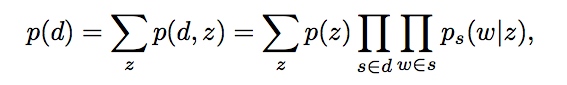 p(d) = ∑_z p(d, z) = ∑_z p(z) ∏_{s∈d} ∏_{w∈s} p_s(w|z),